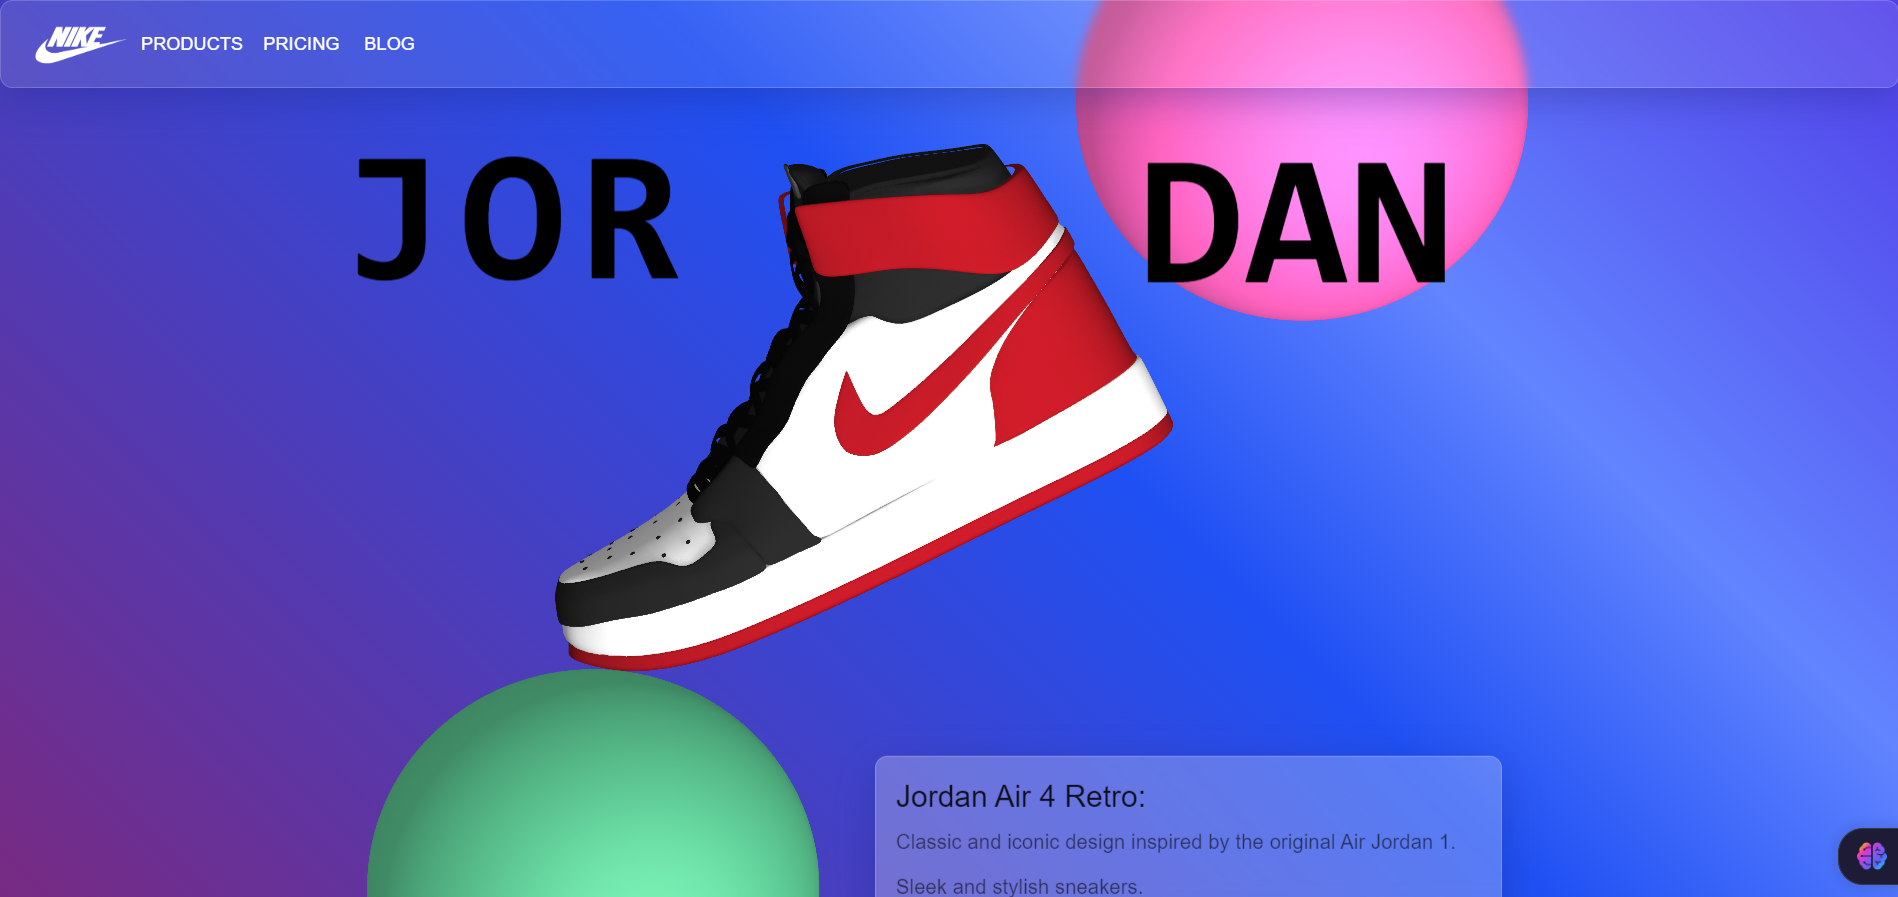 NIKE PRODUCTS PRICING BLOG
JOR DAN
Jordan Air 4 Retro:
Classic and iconic design inspired by the original Air Jordan 1.
Sleek and stylish sneakers.